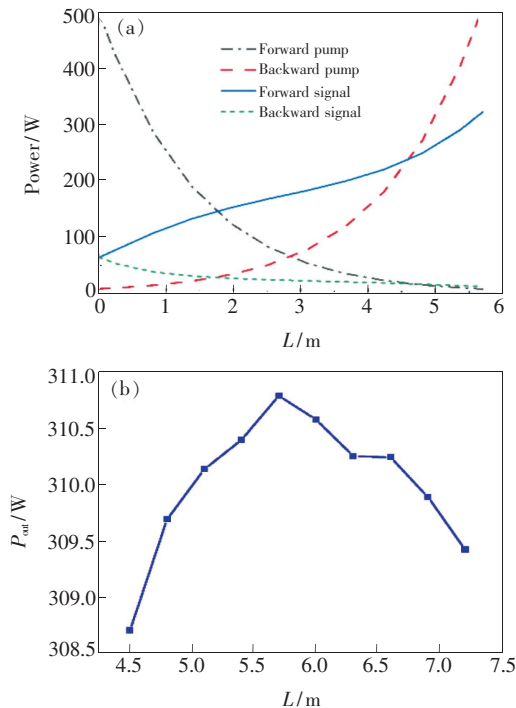 500
400
300
200
100
0
Power/W
(a)
Forward pump
Backward pump
Forward signal
Backward signal
0
1
2
3
4
5
6
L/m
311.0
310.5
310.0
309.5
309.0
308.5
P_out/W
(b)
4.5
5.0
5.5
6.0
6.5
7.0
7.5
L/m